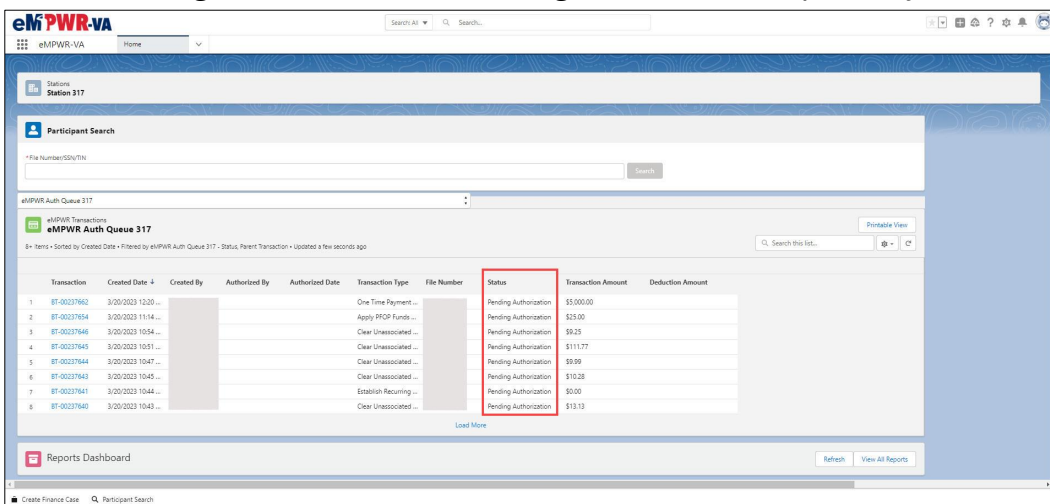 eMPWR-VA
Search: All
Search...
eMPWR-VA
Home
Stations
Station 317
Participant Search
*File Number/SSN/TIN
Search
eMPWR Auth Queue 317
eMPWR Transactions
eMPWR Auth Queue 317
Printable View
8+ items • Sorted by Created Date • Filtered by eMPWR Auth Queue 317 - Status, Parent Transaction • Updated a few seconds ago
Search this list...
Transaction Created Date ↓ Created By Authorized By Authorized Date Transaction Type File Number Status Transaction Amount Deduction Amount
1 BT-00237662 3/20/2023 12:20 ... One Time Payment ... Pending Authorization $5,000.00
2 BT-00237654 3/20/2023 11:14 ... Apply PFOP Funds ... Pending Authorization $25.00
3 BT-00237646 3/20/2023 10:54 ... Clear Unassociated ... Pending Authorization $9.25
4 BT-00237645 3/20/2023 10:51 ... Clear Unassociated ... Pending Authorization $111.77
5 BT-00237644 3/20/2023 10:47 ... Clear Unassociated ... Pending Authorization $9.99
6 BT-00237643 3/20/2023 10:45 ... Clear Unassociated ... Pending Authorization $10.28
7 BT-00237641 3/20/2023 10:44 ... Establish Recurring ... Pending Authorization $0.00
8 BT-00237640 3/20/2023 10:43 ... Clear Unassociated ... Pending Authorization $13.13
Load More
Reports Dashboard
Refresh
View All Reports
Create Finance Case
Participant Search